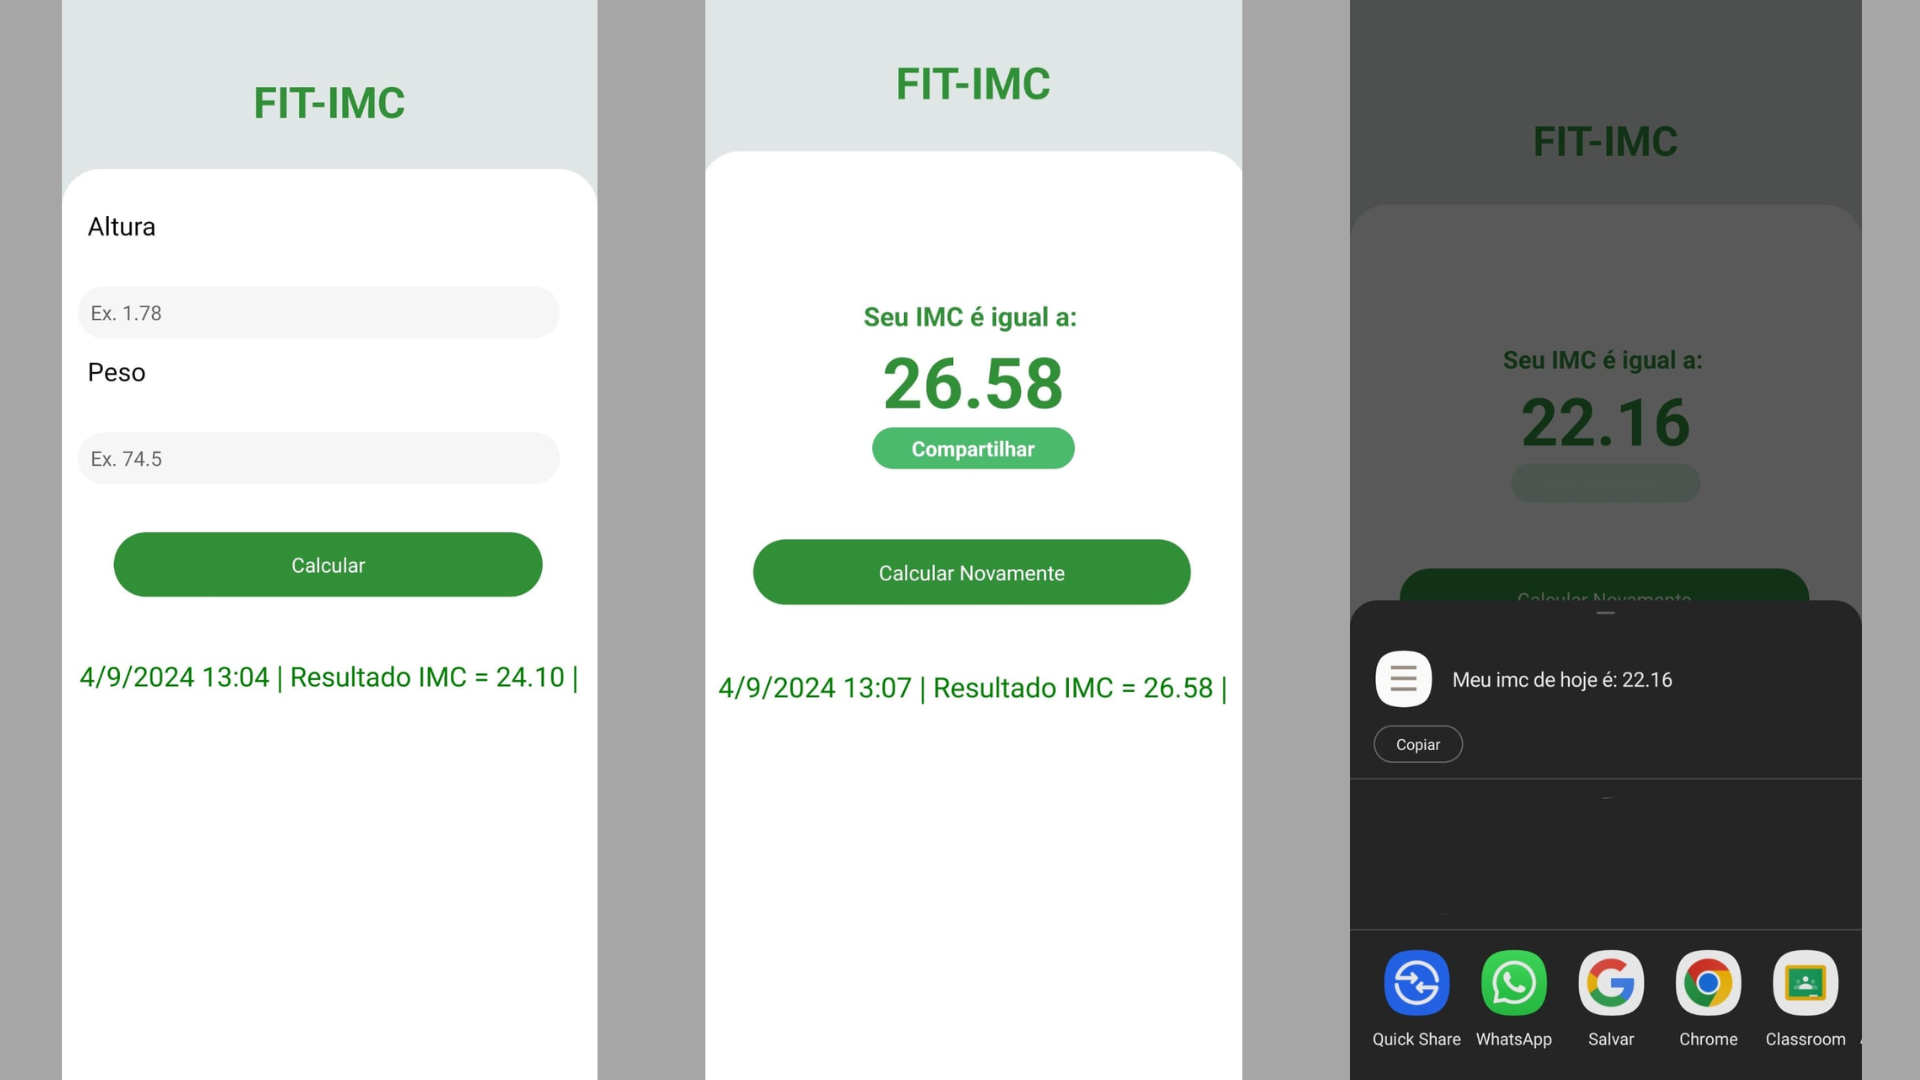 FIT-IMC
Altura
Ex. 1.78
Peso
Ex. 74.5
Calcular
4/9/2024 13:04 | Resultado IMC = 24.10 |
FIT-IMC
Seu IMC é igual a:
26.58
Compartilhar
Calcular Novamente
4/9/2024 13:07 | Resultado IMC = 26.58 |
FIT-IMC
Seu IMC é igual a:
22.16
Calcular Novamente
Meu imc de hoje é: 22.16
Copiar
Quick Share WhatsApp Salvar Chrome Classroom